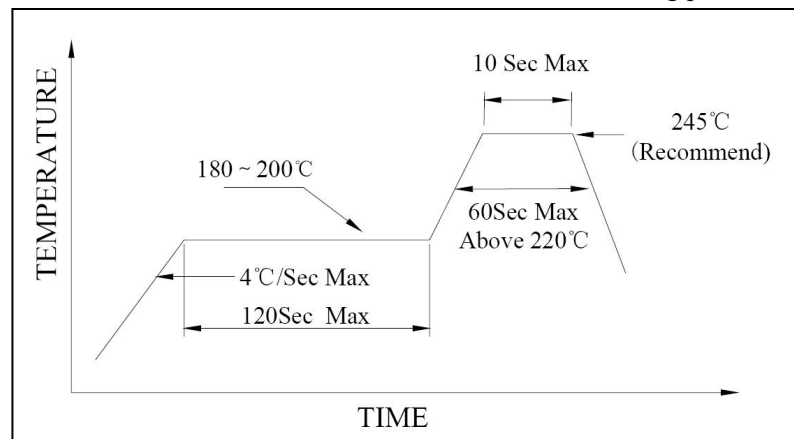 10 Sec Max
245℃
(Recommend)
180 ~ 200℃
60Sec Max
Above 220℃
4℃/Sec Max
120Sec Max
TEMPERATURE
TIME